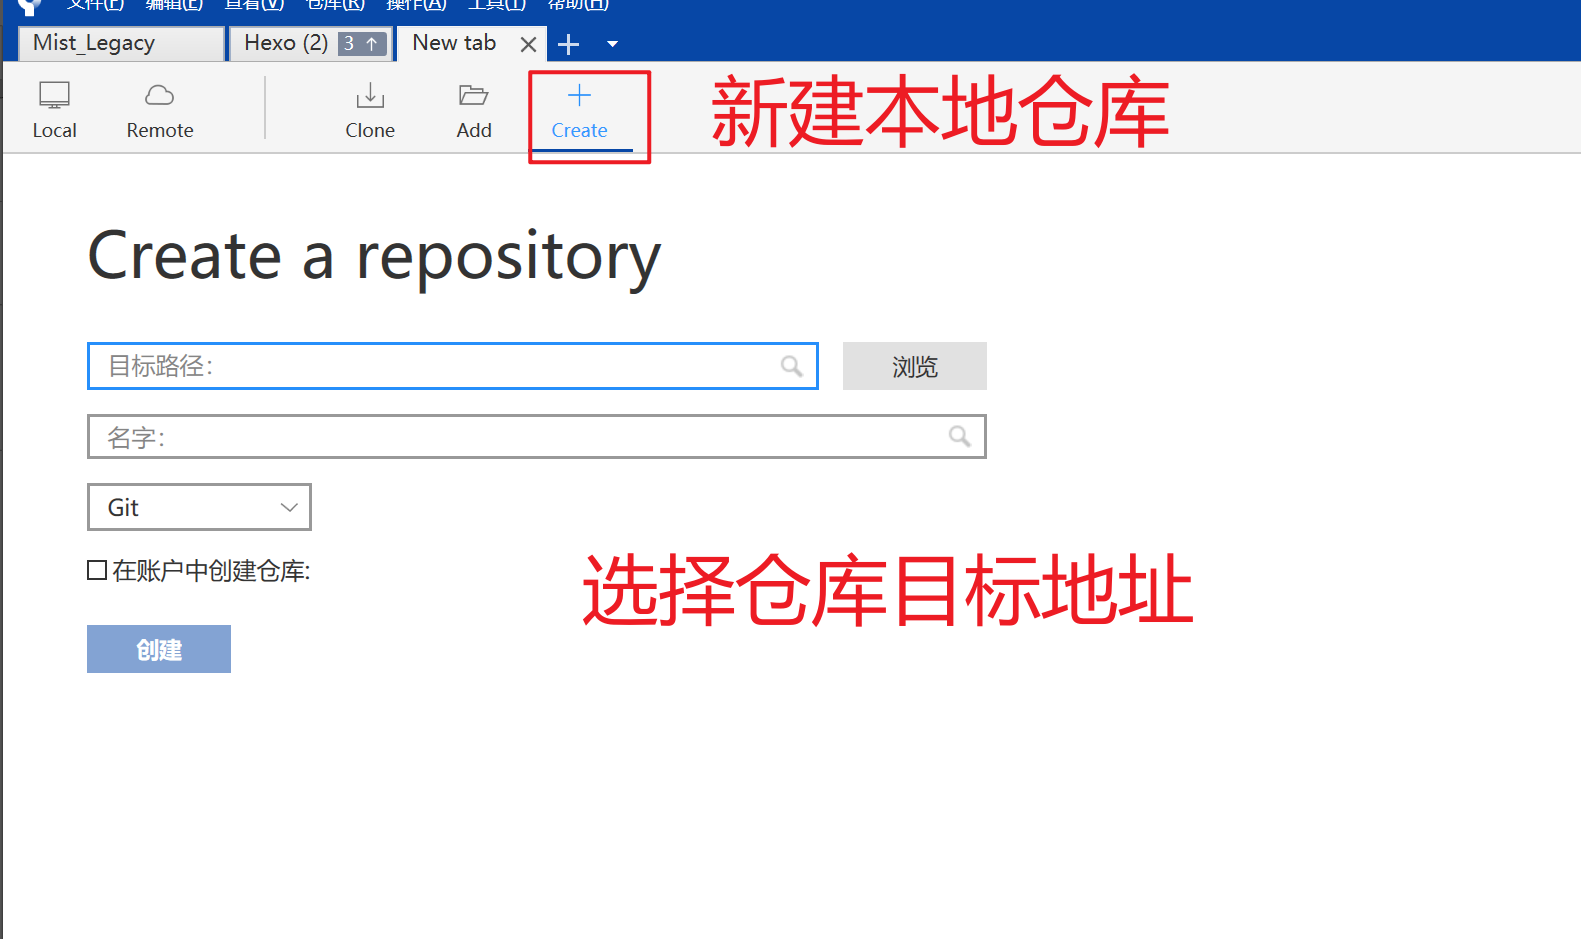 文件(F) 编辑(E) 查看(V) 仓库(R) 操作(A) 工具(T) 帮助(H)
Mist_Legacy Hexo (2) 3 ↑ New tab
Local Remote Clone Add Create
新建本地仓库
Create a repository
目标路径: 浏览
名字:
Git
在账户中创建仓库:
选择仓库目标地址
创建